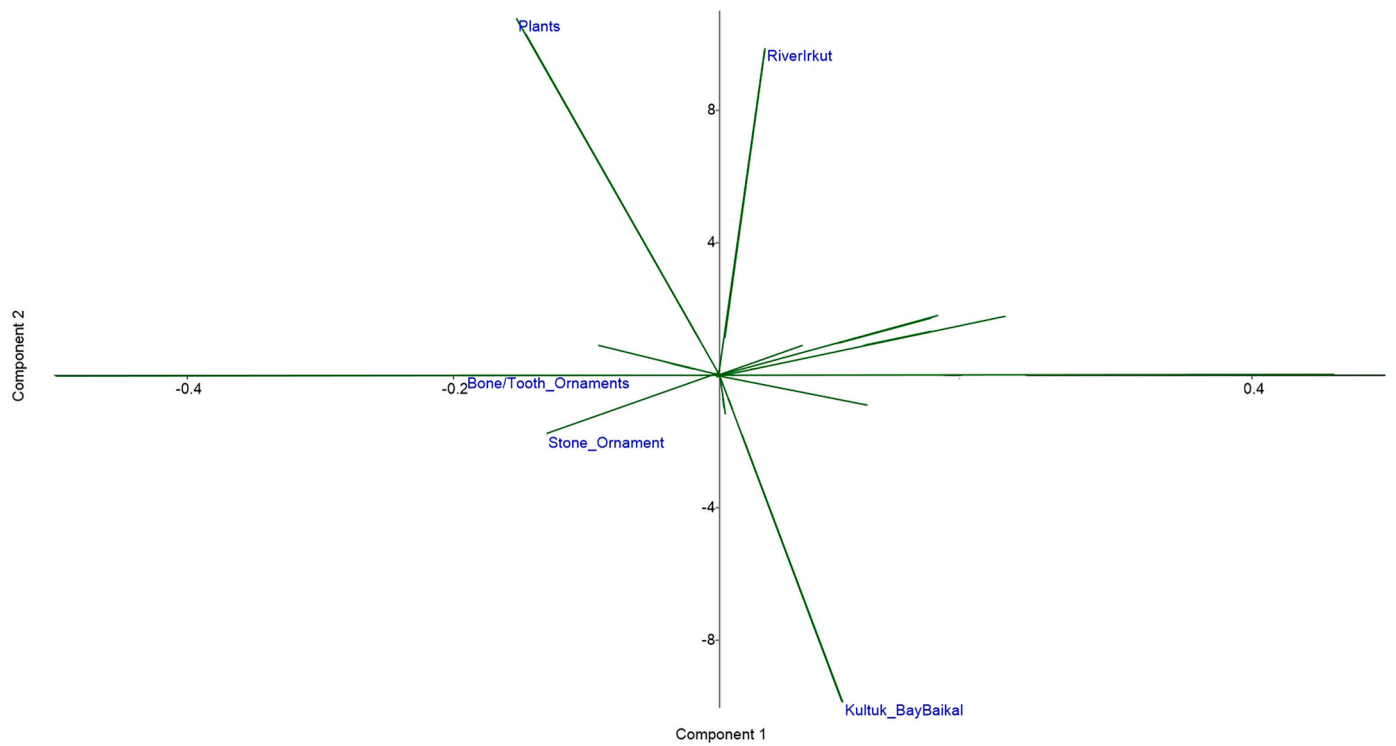 Plants
RiverIrkut
8
4
Component 2
-0.4
-0.2
Bone/Tooth_Ornaments
0.4
Stone_Ornament
-4
-8
Kultuk_BayBaikal
Component 1